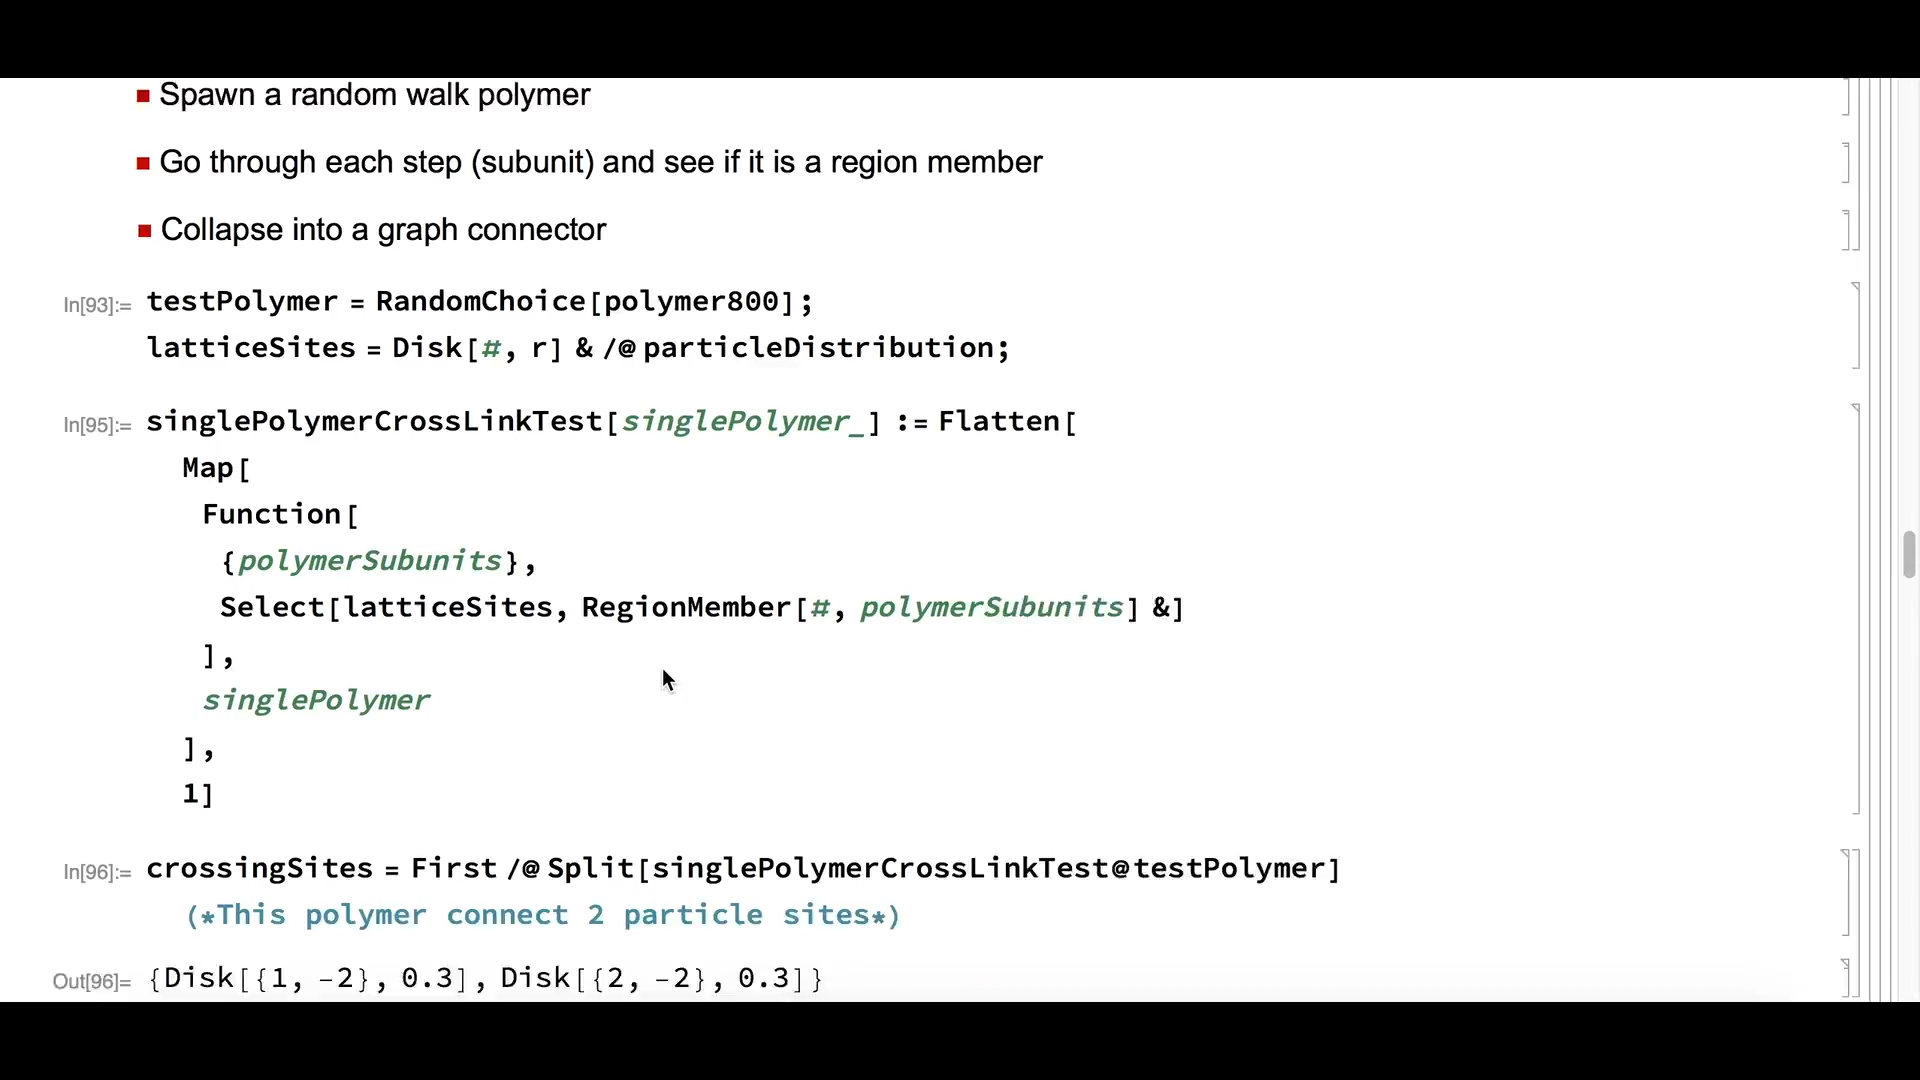 Spawn a random walk polymer
Go through each step (subunit) and see if it is a region member
Collapse into a graph connector
In[93]:= testPolymer = RandomChoice[polymer800];
latticeSites = Disk[#, r] & /@ particleDistribution;
In[95]:= singlePolymerCrossLinkTest[singlePolymer_] := Flatten[
Map[
Function[
{polymerSubunits},
Select[latticeSites, RegionMember[#, polymerSubunits] &]
],
singlePolymer
],
1]
In[96]:= crossingSites = First /@ Split[singlePolymerCrossLinkTest@testPolymer]
(*This polymer connect 2 particle sites*)
Out[96]= {Disk[{1, -2}, 0.3], Disk[{2, -2}, 0.3]}